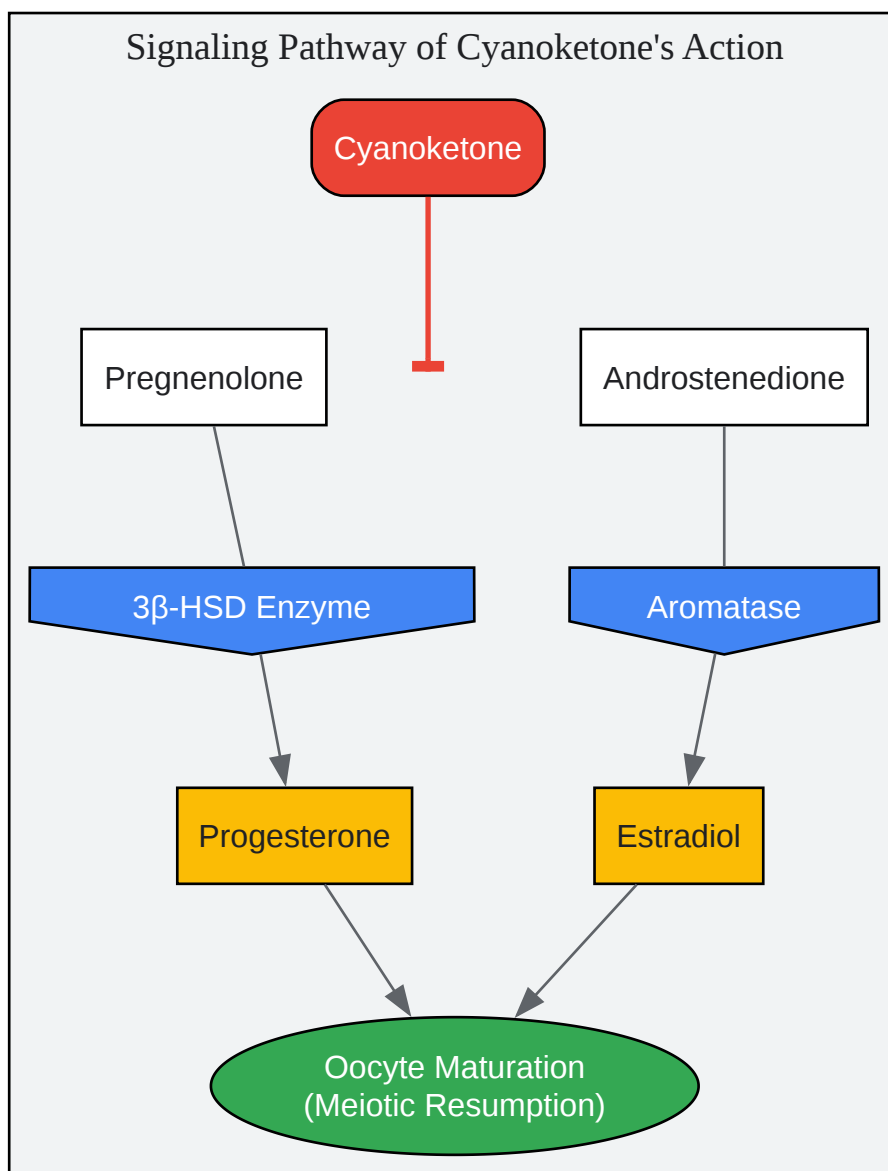 Signaling Pathway of Cyanoketone's Action
Cyanoketone
Pregnenolone
Androstenedione
3β-HSD Enzyme
Aromatase
Progesterone
Estradiol
Oocyte Maturation
(Meiotic Resumption)